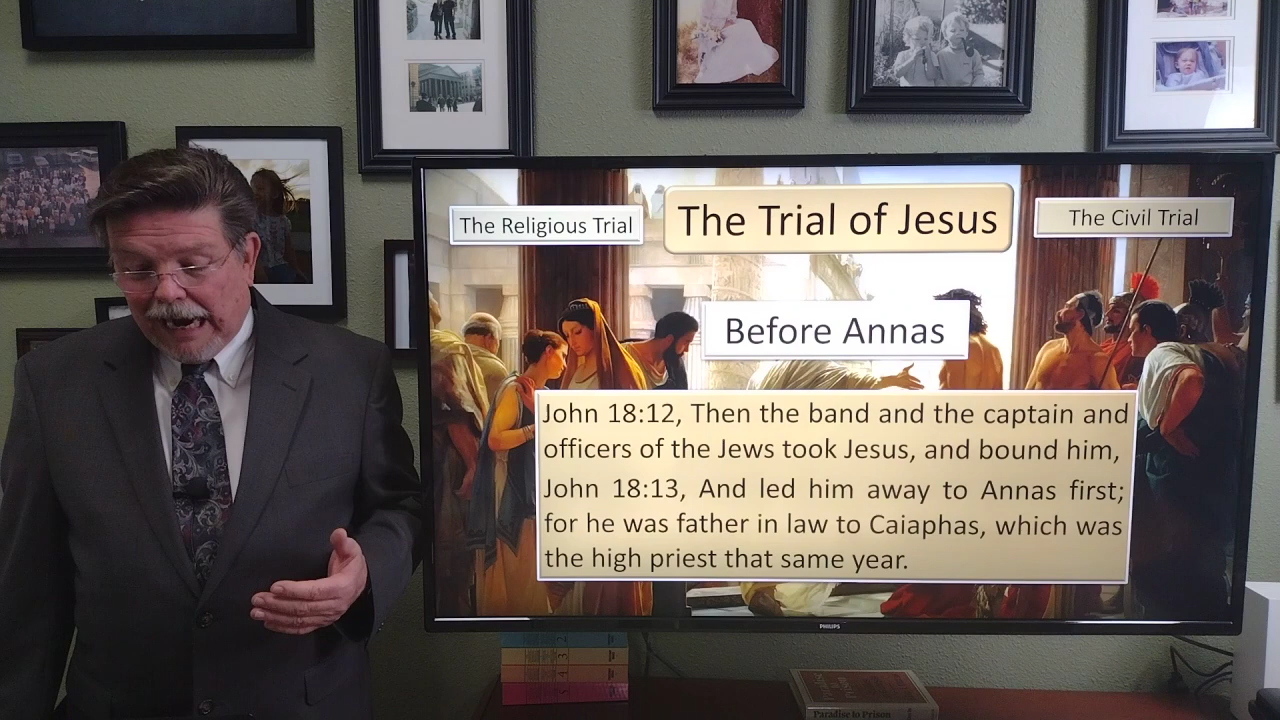 The Religious Trial
The Trial of Jesus
The Civil Trial
Before Annas
John 18:12, Then the band and the captain and
officers of the Jews took Jesus, and bound him,
John 18:13, And led him away to Annas first;
for he was father in law to Caiaphas, which was
the high priest that same year.
PHILIPS
Paradise to Prison